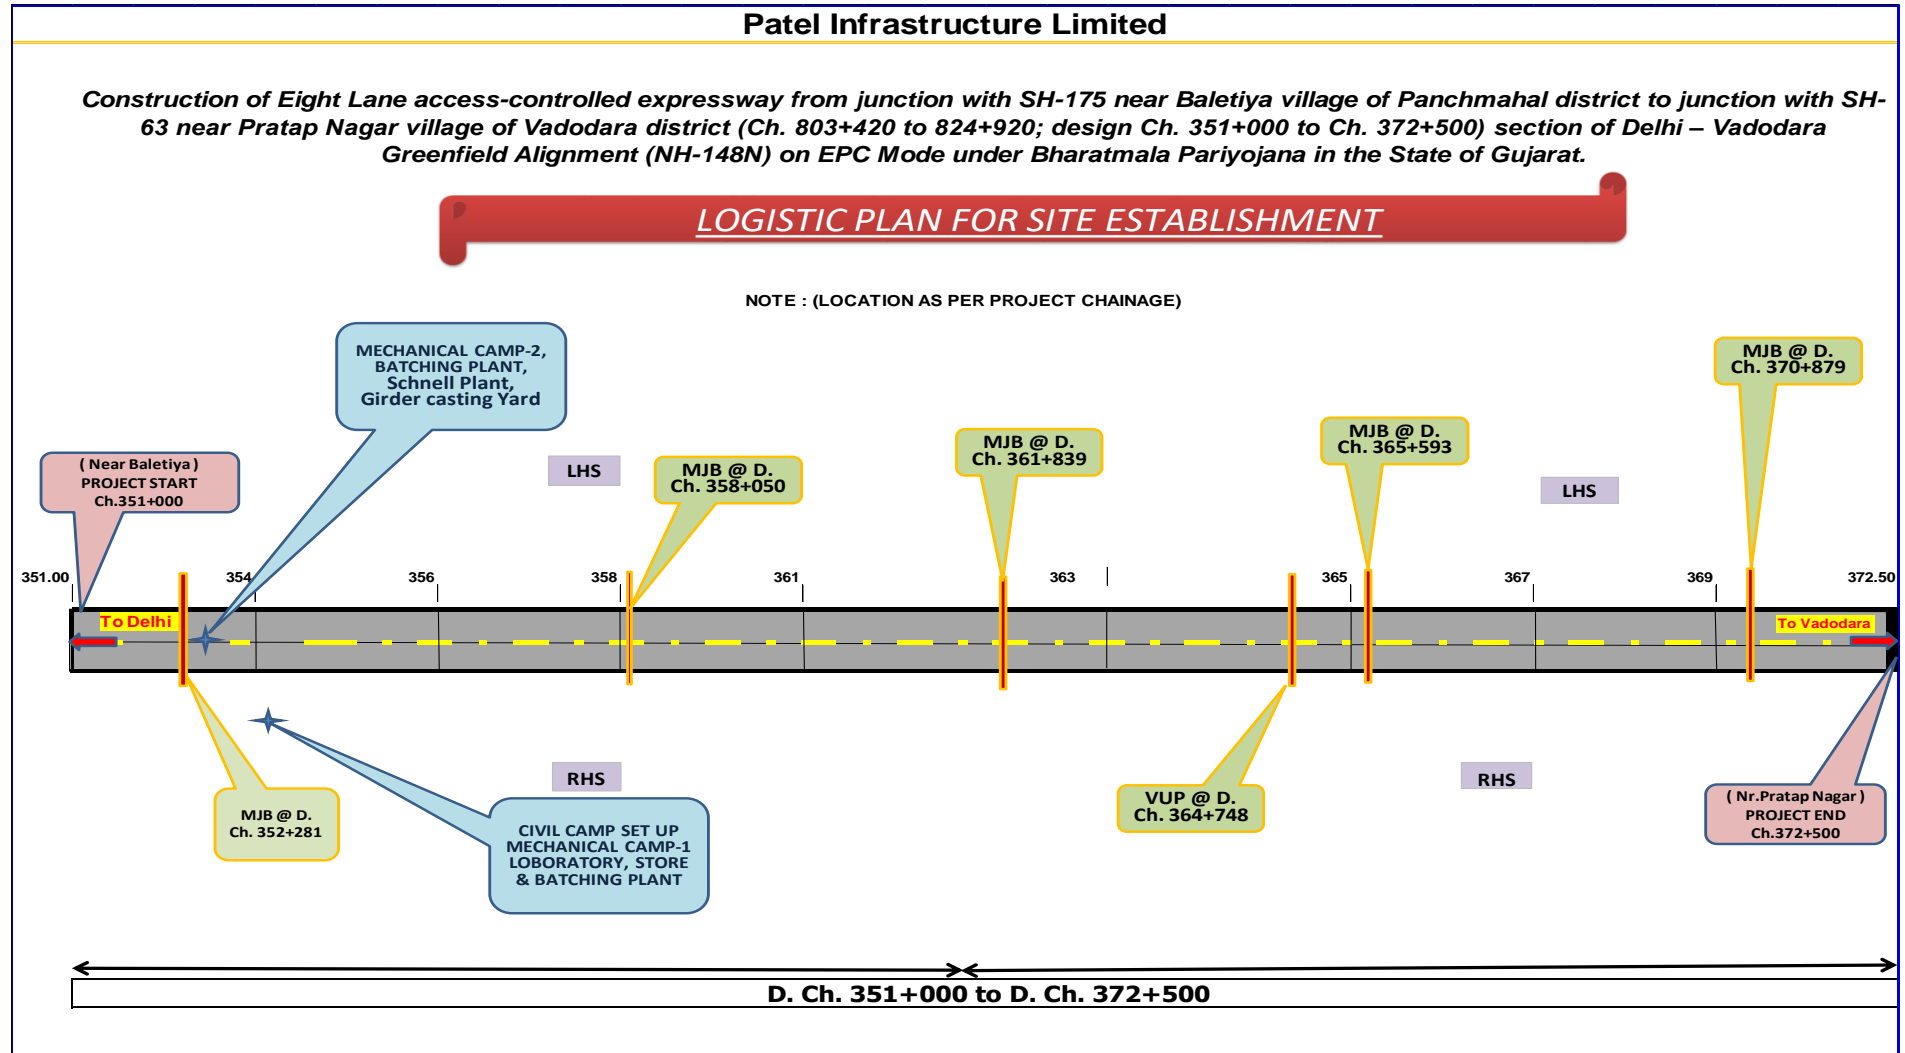 Patel Infrastructure Limited
Construction of Eight Lane access-controlled expressway from junction with SH-175 near Baletiya village of Panchmahal district to junction with SH-
63 near Pratap Nagar village of Vadodara district (Ch. 803+420 to 824+920; design Ch. 351+000 to Ch. 372+500) section of Delhi – Vadodara
Greenfield Alignment (NH-148N) on EPC Mode under Bharatmala Pariyojana in the State of Gujarat.
LOGISTIC PLAN FOR SITE ESTABLISHMENT
NOTE : (LOCATION AS PER PROJECT CHAINAGE)
MECHANICAL CAMP-2,
BATCHING PLANT,
Schnell Plant,
Girder casting Yard
MJB @ D.
Ch. 370+879
MJB @ D.
Ch. 365+593
MJB @ D.
Ch. 361+839
( Near Baletiya )
PROJECT START
Ch.351+000
LHS
MJB @ D.
Ch. 358+050
LHS
351.00
354
356
358
361
363
365
367
369
372.50
To Delhi
To Vadodara
MJB @ D.
Ch. 352+281
RHS
CIVIL CAMP SET UP
MECHANICAL CAMP-1
LOBORATORY, STORE
& BATCHING PLANT
VUP @ D.
Ch. 364+748
RHS
( Nr.Pratap Nagar )
PROJECT END
Ch.372+500
D. Ch. 351+000 to D. Ch. 372+500